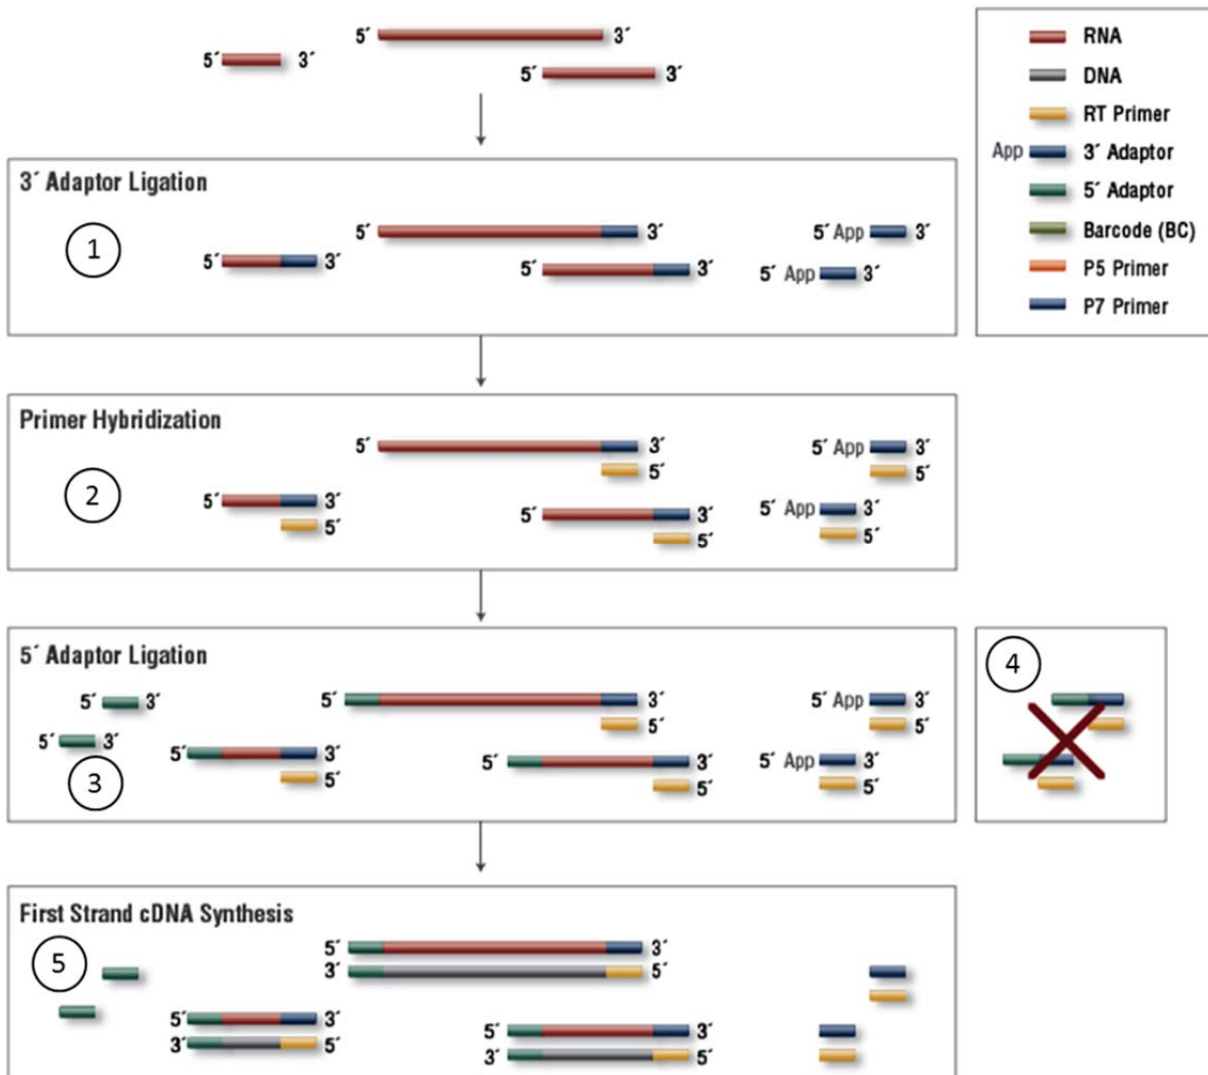 5´ 3´
5´ 3´
5´ 3´
RNA
DNA
RT Primer
App 3´ Adaptor
5´ Adaptor
Barcode (BC)
P5 Primer
P7 Primer
3´ Adaptor Ligation
1
5´ 3´
5´ App 3´
5´ 3´
5´ 3´
5´ App 3´
Primer Hybridization
2
5´ 3´
5´
5´ App 3´
5´
5´ 3´
5´
5´ 3´
5´
5´ App 3´
5´
5´ Adaptor Ligation
5´ 3´
5´ 3´
3
5´ 3´
5´
5´ App 3´
5´
5´ 3´
5´
5´ 3´
5´
5´ App 3´
5´
4
First Strand cDNA Synthesis
5
5´ 3´
3´ 5´
5´ 3´
3´ 5´
5´ 3´
3´ 5´